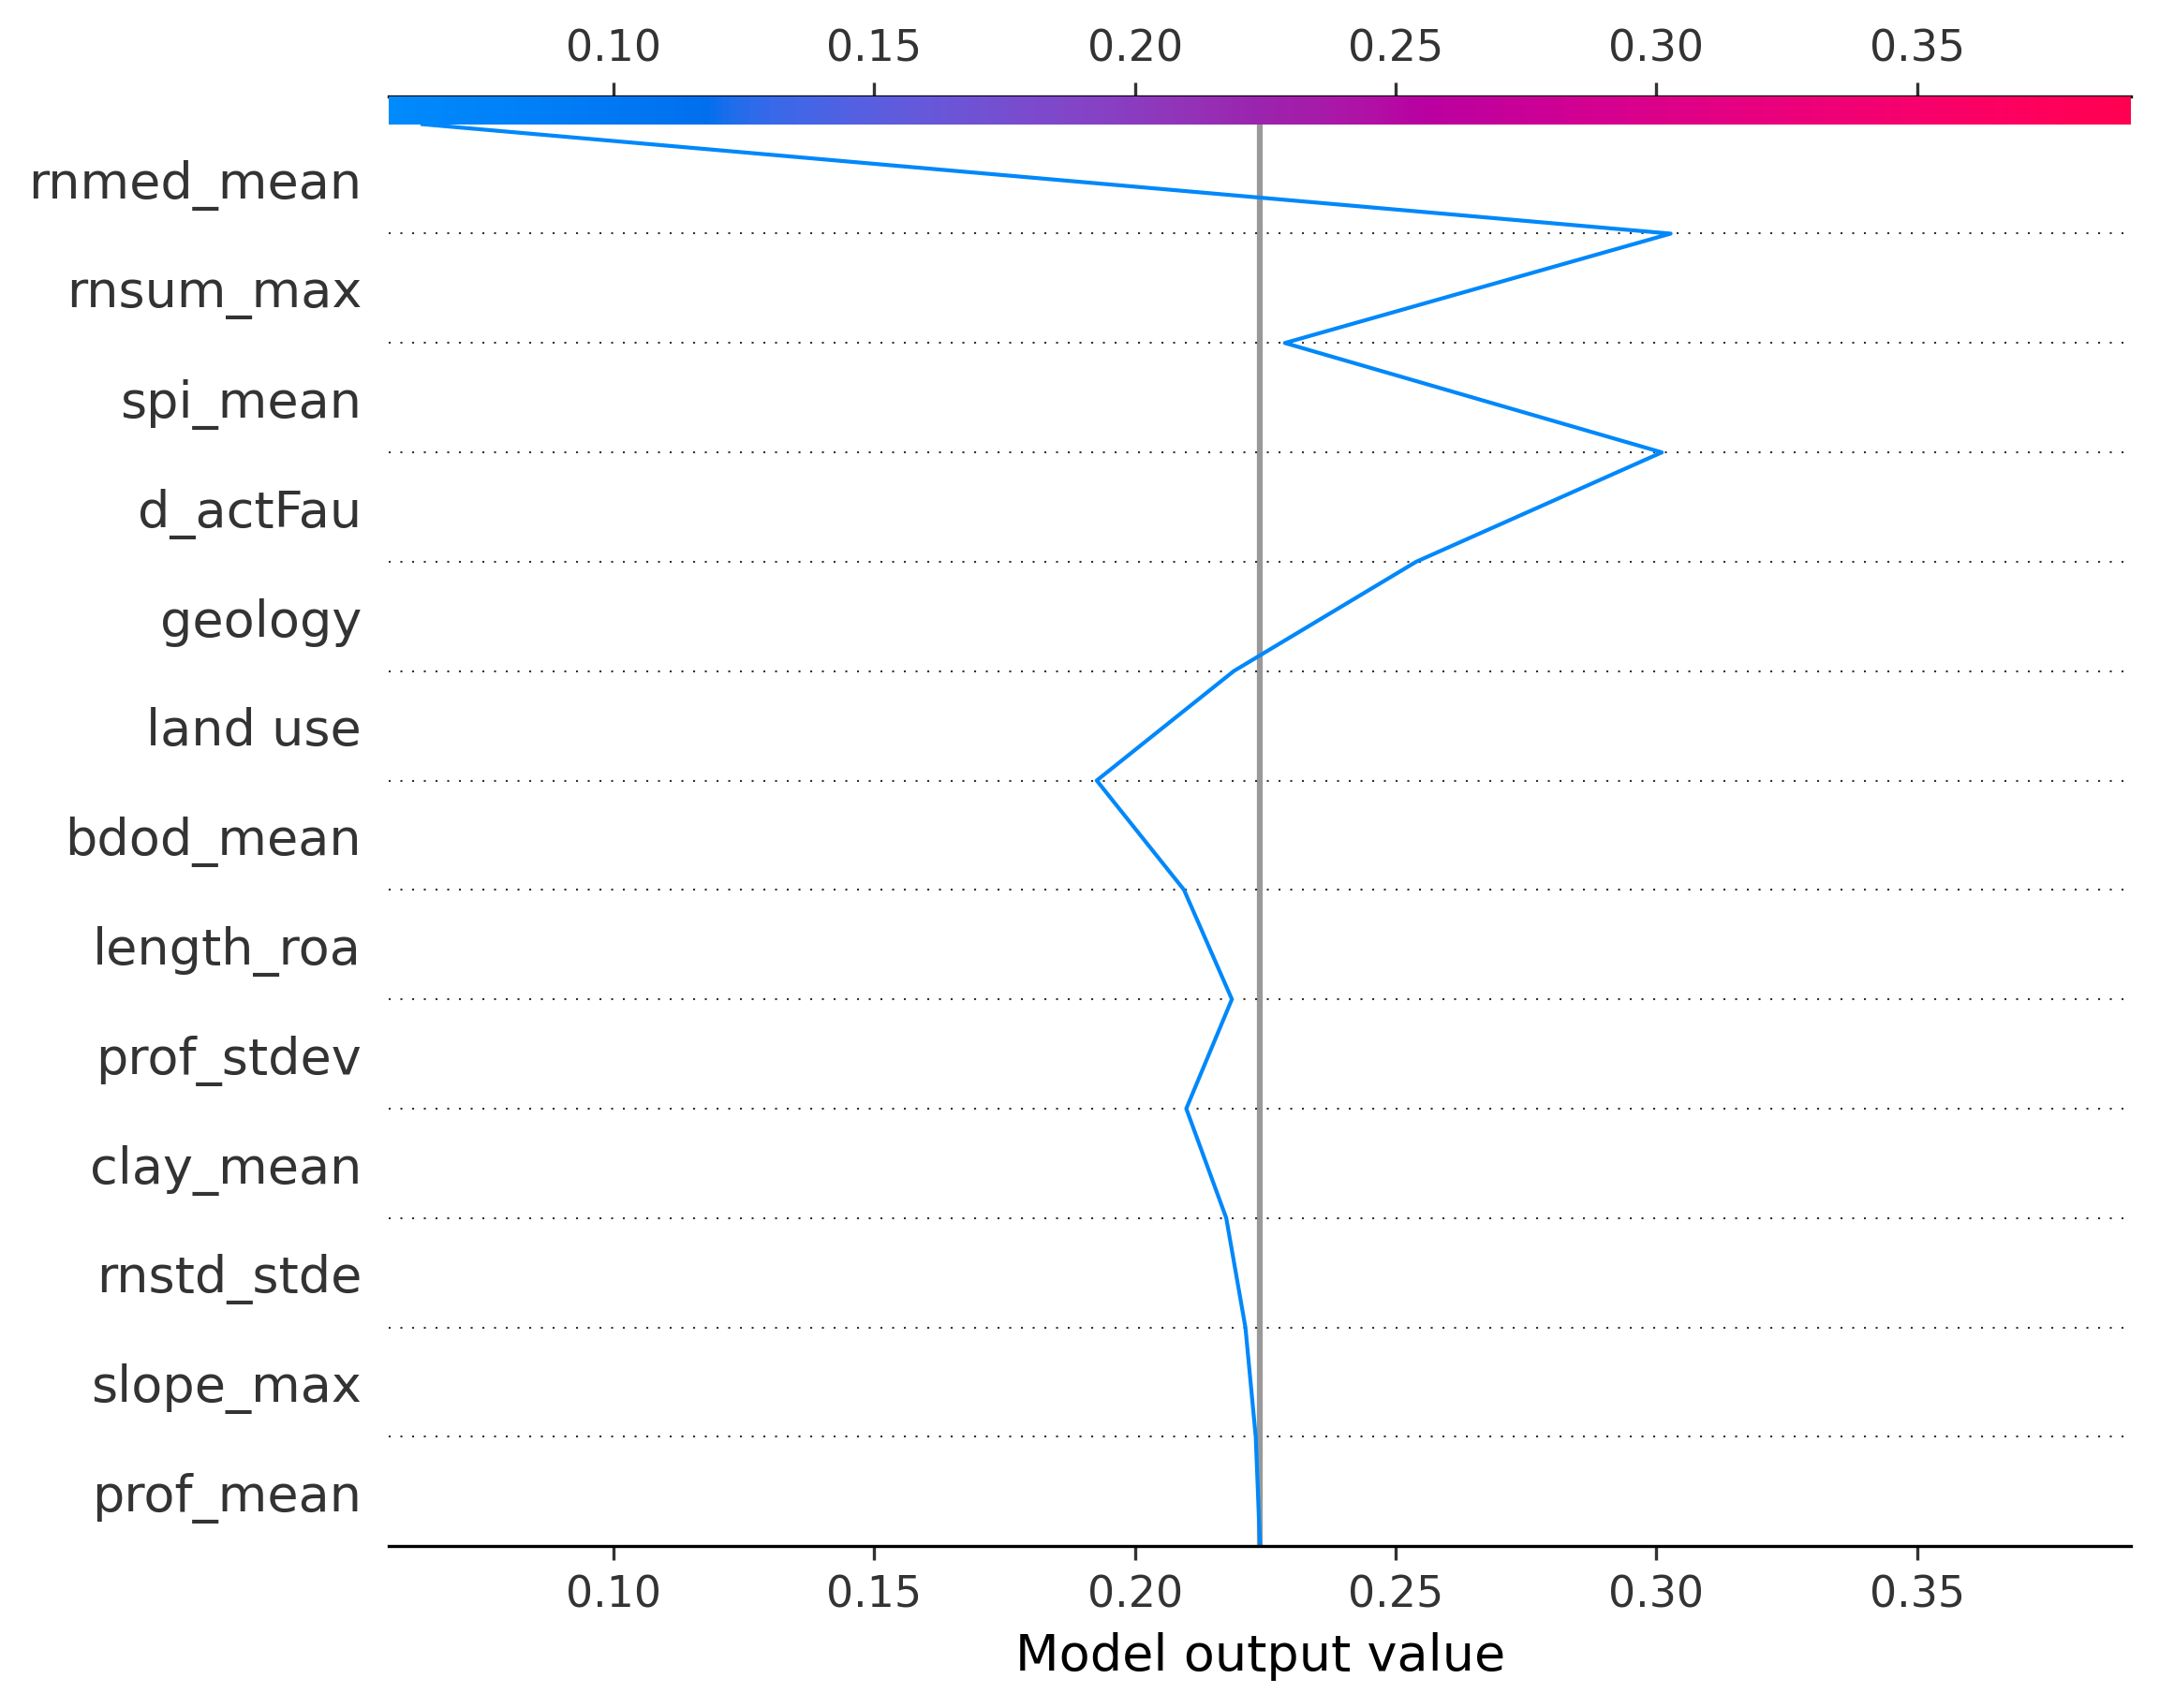 0.10 0.15 0.20 0.25 0.30 0.35
rnmed_mean
rnsum_max
spi_mean
d_actFau
geology
land use
bdod_mean
length_roa
prof_stdev
clay_mean
rnstd_stde
slope_max
prof_mean
0.10 0.15 0.20 0.25 0.30 0.35
Model output value